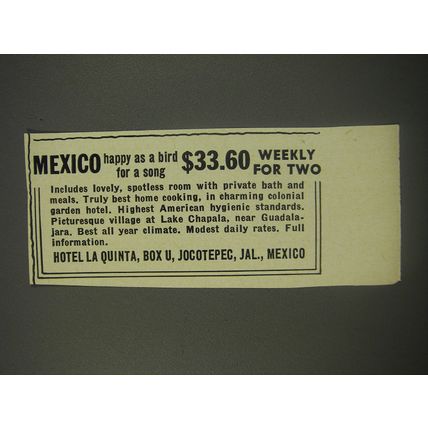 MEXICO happy as a bird for a song $33.60 WEEKLY FOR TWO
Includes lovely, spotless room with private bath and
meals. Truly best home cooking, in charming colonial
garden hotel. Highest American hygienic standards.
Picturesque village at Lake Chapala, near Guadala-
jara. Best all year climate. Modest daily rates. Full
information.
HOTEL LA QUINTA, BOX U, JOCOTEPEC, JAL., MEXICO